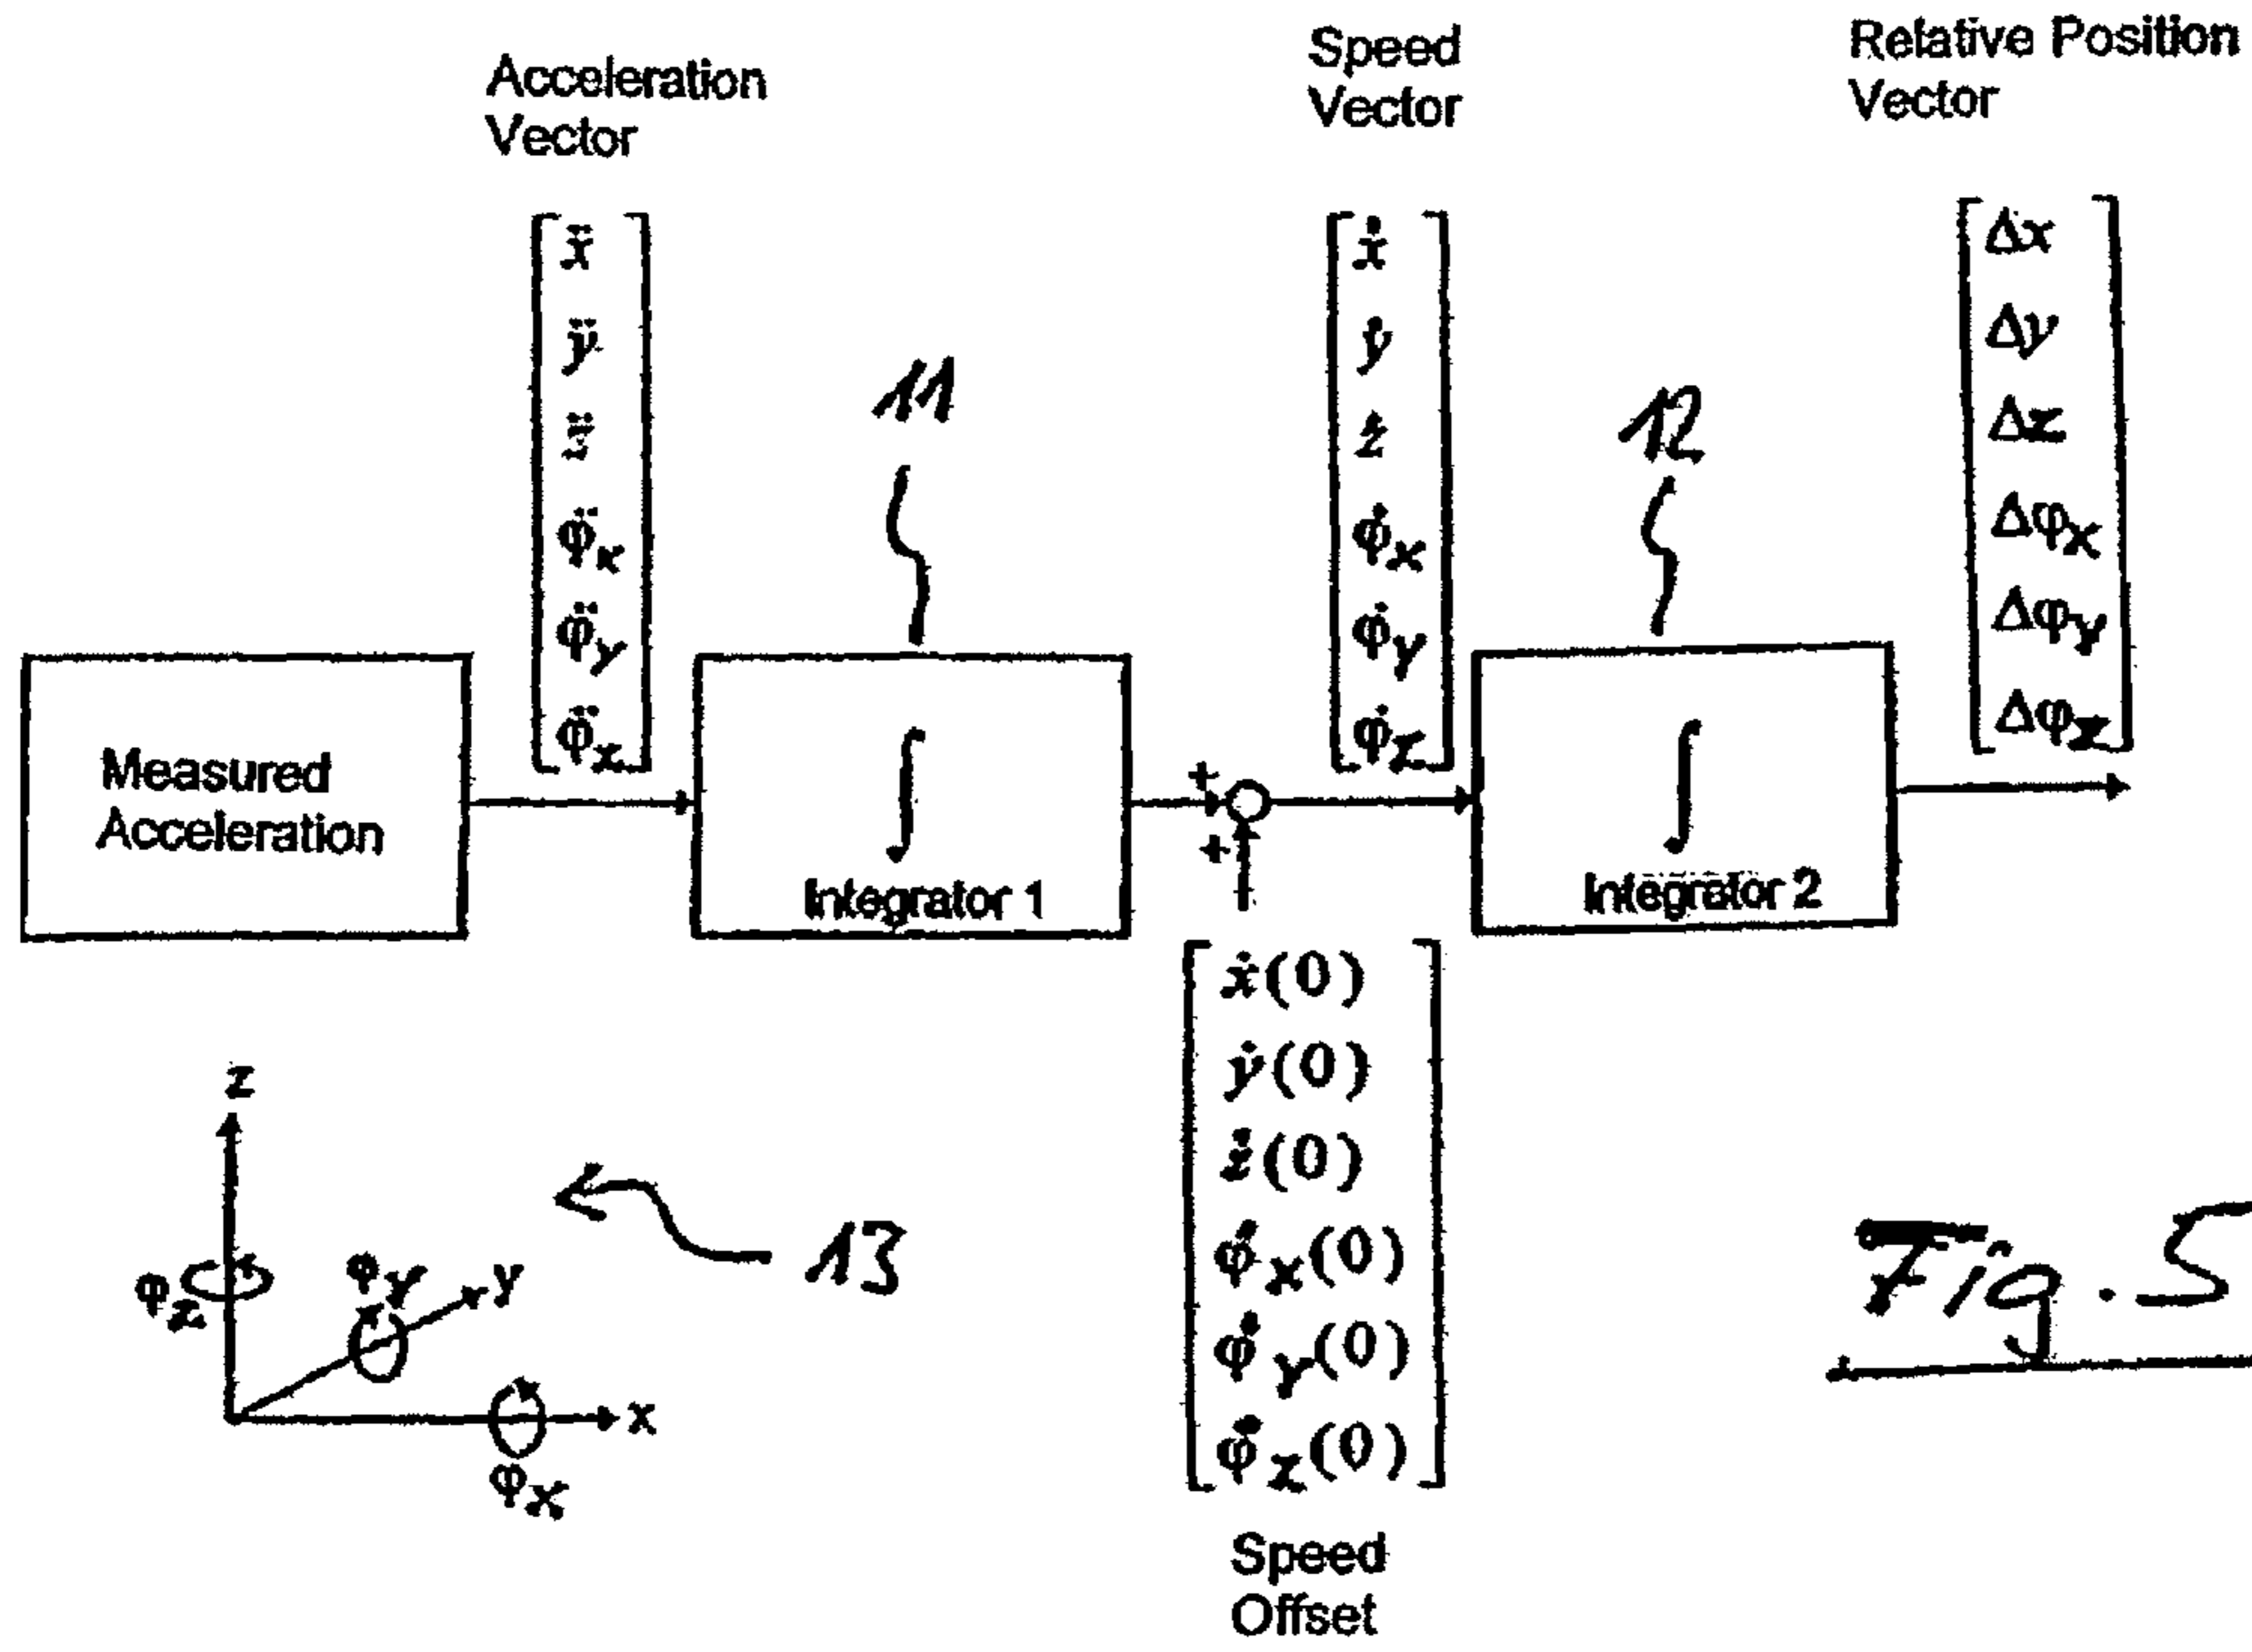 Acceleration
Vector
Speed
Vector
Relative Position
Vector
ẍ
ÿ
z̈
φ̈x
φ̈y
φ̈z
11
ẋ
ẏ
ż
φ̇x
φ̇y
φ̇z
12
Δx
Δy
Δz
Δφx
Δφy
Δφz
Measured
Acceleration
∫
Integrator 1
+
+
∫
Integrator 2
ẋ(0)
ẏ(0)
ż(0)
φ̇x(0)
φ̇y(0)
φ̇z(0)
Speed
Offset
z
φz
φy
y
x
φx
13
Fig. 5